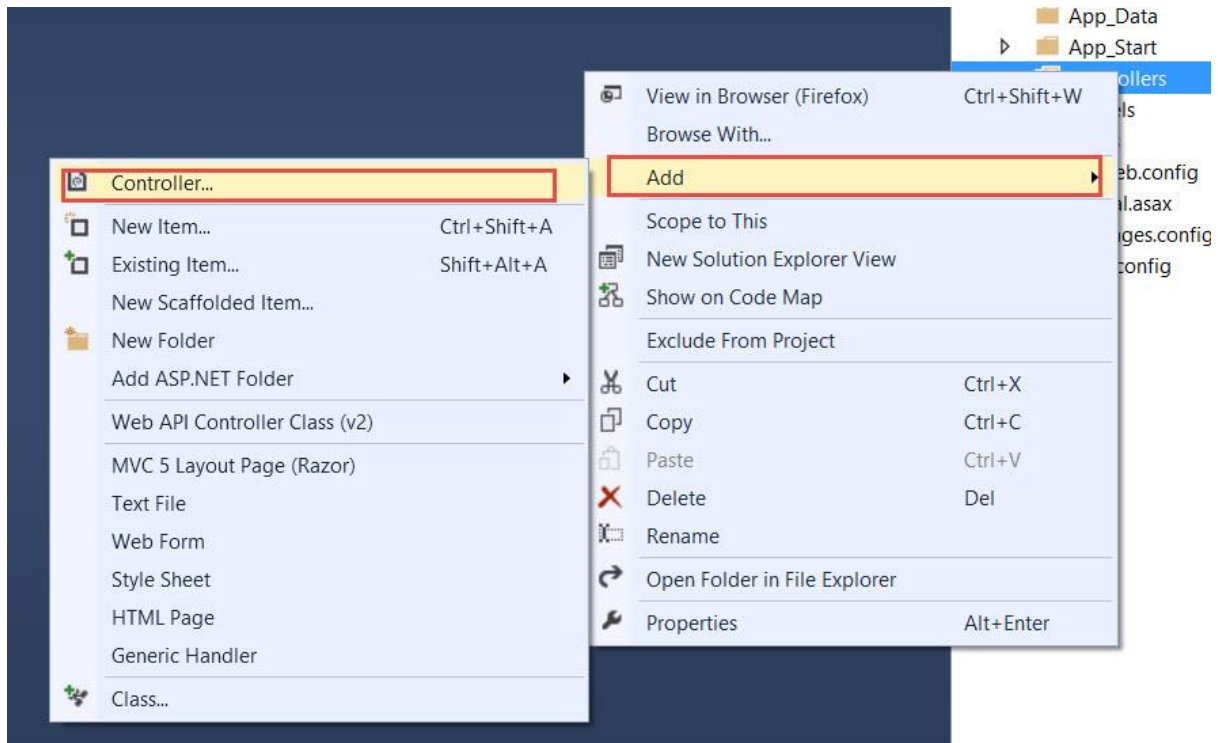 App_Data
App_Start
ollers
View in Browser (Firefox) Ctrl+Shift+W
Browse With...
Add
Scope to This
New Solution Explorer View
Show on Code Map
Exclude From Project
Cut Ctrl+X
Copy Ctrl+C
Paste Ctrl+V
Delete Del
Rename
Open Folder in File Explorer
Properties Alt+Enter
Controller...
New Item... Ctrl+Shift+A
Existing Item... Shift+Alt+A
New Scaffolded Item...
New Folder
Add ASP.NET Folder
Web API Controller Class (v2)
MVC 5 Layout Page (Razor)
Text File
Web Form
Style Sheet
HTML Page
Generic Handler
Class...
els
eb.config
al.asax
ges.config
config